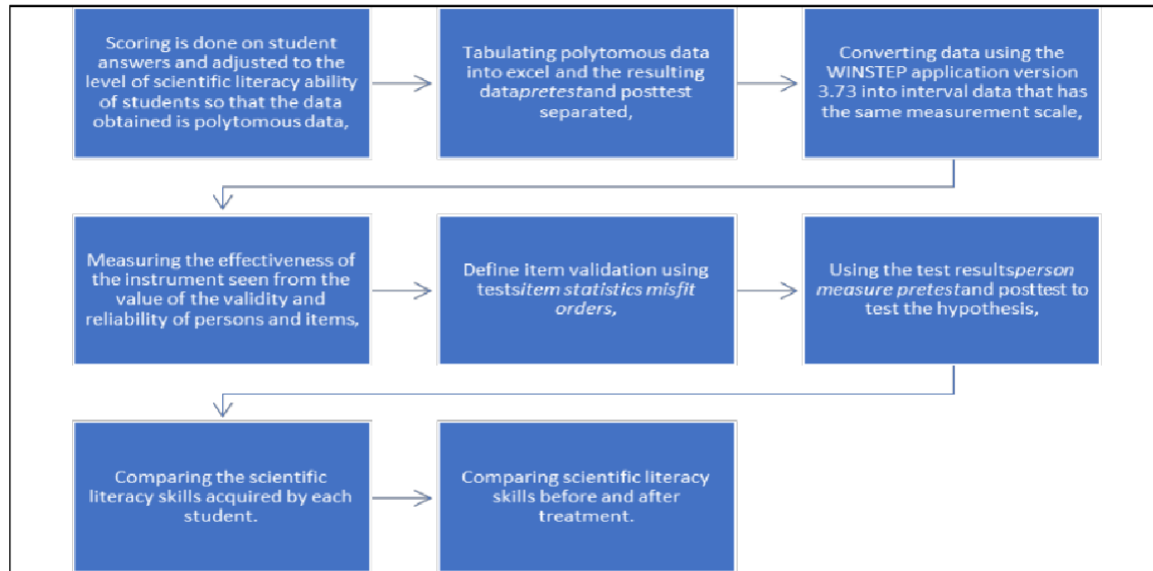 Scoring is done on student
answers and adjusted to the
level of scientific literacy ability
of students so that the data
obtained is polytomous data,
Tabulating polytomous data
into excel and the resulting
datapretestand posttest
separated,
Converting data using the
WINSTEP application version
3.73 into interval data that has
the same measurement scale,
Measuring the effectiveness
of the instrument seen from the
value of the validity and
reliability of persons and items,
Define item validation using
testsitem statistics misfit
orders,
Using the test resultsperson
measure pretestand posttest to
test the hypothesis,
Comparing the scientific
literacy skills acquired by each
student.
Comparing scientific literacy
skills before and after
treatment.